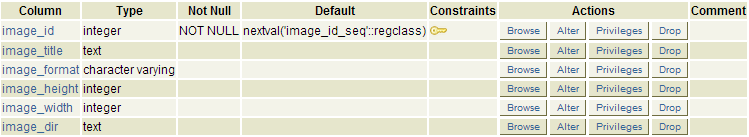 Column Type Not Null Default Constraints Actions Comment
image_id integer NOT NULL nextval('image_id_seq'::regclass) Browse Alter Privileges Drop
image_title text Browse Alter Privileges Drop
image_format character varying Browse Alter Privileges Drop
image_height integer Browse Alter Privileges Drop
image_width integer Browse Alter Privileges Drop
image_dir text Browse Alter Privileges Drop